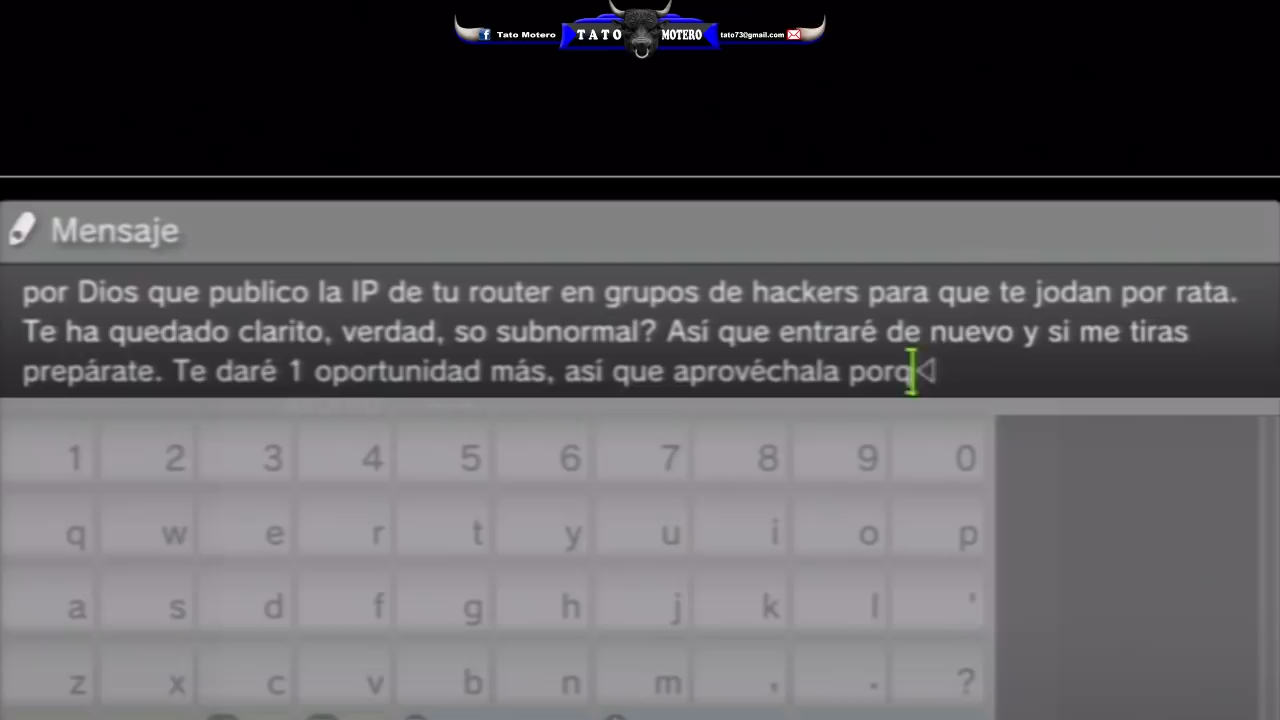 Tato Motero
TATO MOTERO
tato73@gmail.com
Mensaje
por Dios que publico la IP de tu router en grupos de hackers para que te jodan por rata.
Te ha quedado clarito, verdad, so subnormal? Así que entraré de nuevo y si me tiras
prepárate. Te daré 1 oportunidad más, así que aprovéchala porq
1 2 3 4 5 6 7 8 9 0
q w e r t y u i o p
a s d f g h j k l '
z x c v b n m , . ?